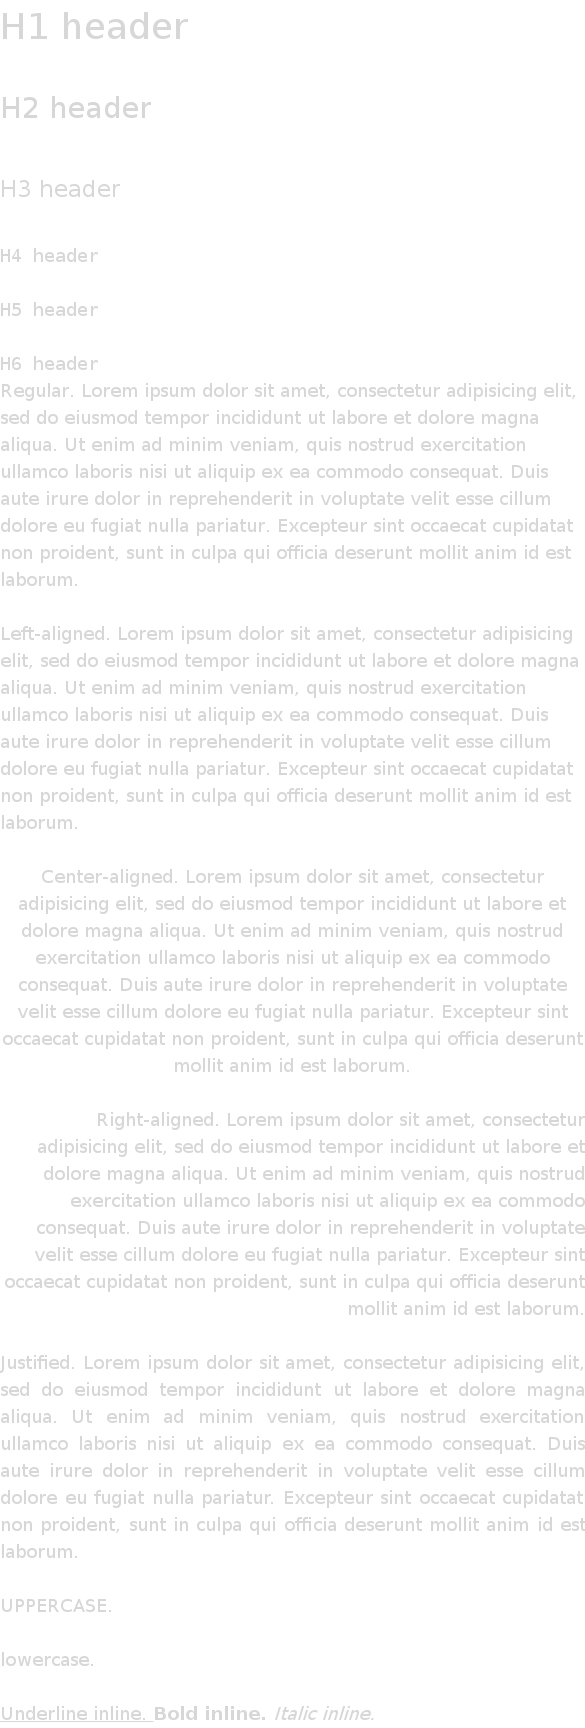 H1 header
H2 header
H3 header
H4 header
H5 header
H6 header
Regular. Lorem ipsum dolor sit amet, consectetur adipisicing elit,
sed do eiusmod tempor incididunt ut labore et dolore magna
aliqua. Ut enim ad minim veniam, quis nostrud exercitation
ullamco laboris nisi ut aliquip ex ea commodo consequat. Duis
aute irure dolor in reprehenderit in voluptate velit esse cillum
dolore eu fugiat nulla pariatur. Excepteur sint occaecat cupidatat
non proident, sunt in culpa qui officia deserunt mollit anim id est
laborum.
Left-aligned. Lorem ipsum dolor sit amet, consectetur adipisicing
elit, sed do eiusmod tempor incididunt ut labore et dolore magna
aliqua. Ut enim ad minim veniam, quis nostrud exercitation
ullamco laboris nisi ut aliquip ex ea commodo consequat. Duis
aute irure dolor in reprehenderit in voluptate velit esse cillum
dolore eu fugiat nulla pariatur. Excepteur sint occaecat cupidatat
non proident, sunt in culpa qui officia deserunt mollit anim id est
laborum.
Center-aligned. Lorem ipsum dolor sit amet, consectetur
adipisicing elit, sed do eiusmod tempor incididunt ut labore et
dolore magna aliqua. Ut enim ad minim veniam, quis nostrud
exercitation ullamco laboris nisi ut aliquip ex ea commodo
consequat. Duis aute irure dolor in reprehenderit in voluptate
velit esse cillum dolore eu fugiat nulla pariatur. Excepteur sint
occaecat cupidatat non proident, sunt in culpa qui officia deserunt
mollit anim id est laborum.
Right-aligned. Lorem ipsum dolor sit amet, consectetur
adipisicing elit, sed do eiusmod tempor incididunt ut labore et
dolore magna aliqua. Ut enim ad minim veniam, quis nostrud
exercitation ullamco laboris nisi ut aliquip ex ea commodo
consequat. Duis aute irure dolor in reprehenderit in voluptate
velit esse cillum dolore eu fugiat nulla pariatur. Excepteur sint
occaecat cupidatat non proident, sunt in culpa qui officia deserunt
mollit anim id est laborum.
Justified. Lorem ipsum dolor sit amet, consectetur adipisicing elit,
sed do eiusmod tempor incididunt ut labore et dolore magna
aliqua. Ut enim ad minim veniam, quis nostrud exercitation
ullamco laboris nisi ut aliquip ex ea commodo consequat. Duis
aute irure dolor in reprehenderit in voluptate velit esse cillum
dolore eu fugiat nulla pariatur. Excepteur sint occaecat cupidatat
non proident, sunt in culpa qui officia deserunt mollit anim id est
laborum.
UPPERCASE.
lowercase.
Underline inline. Bold inline. Italic inline.